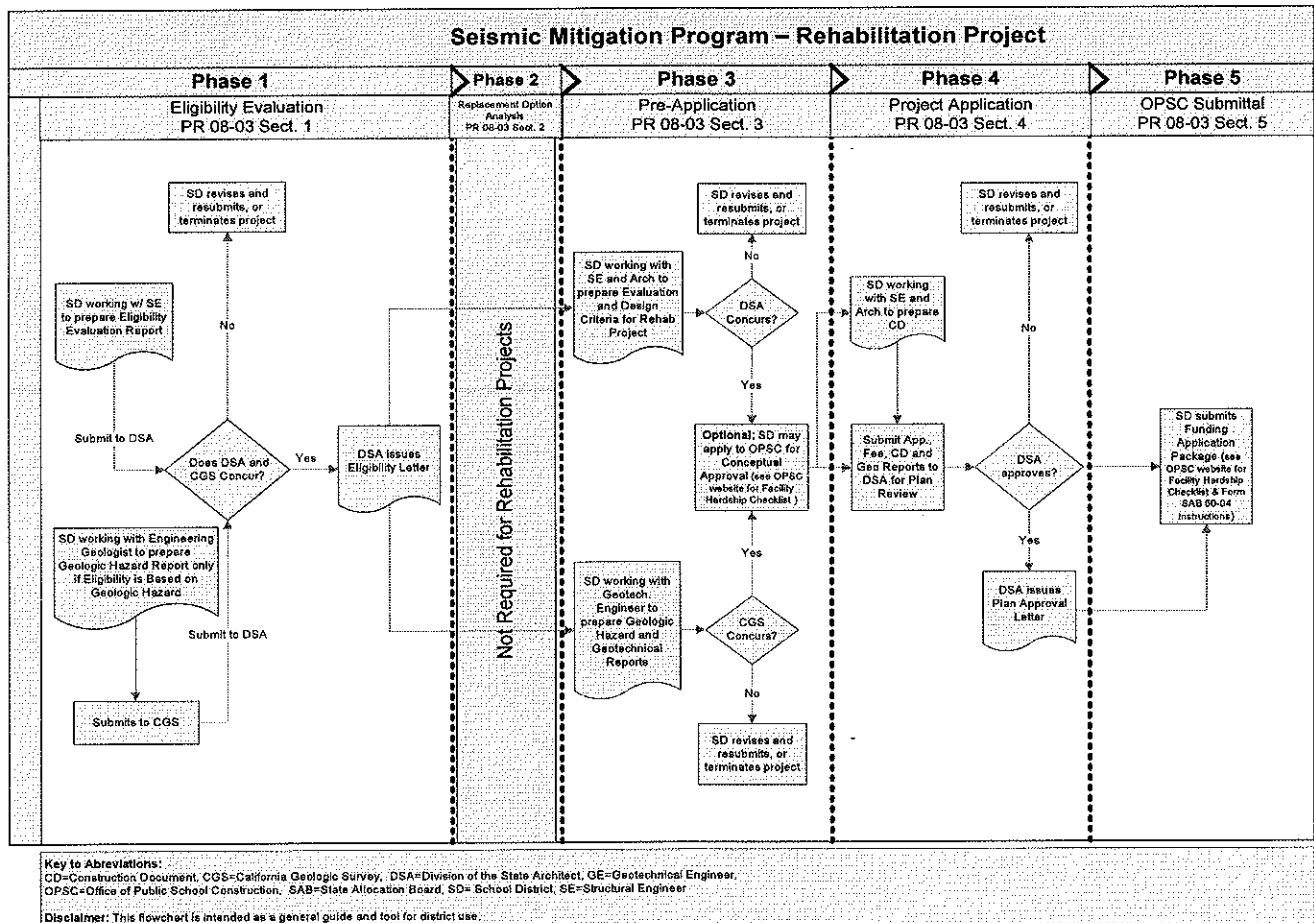 Seismic Mitigation Program – Rehabilitation Project
Phase 1
Phase 2
Phase 3
Phase 4
Phase 5
Eligibility Evaluation
PR 08-03 Sect. 1
Replacement Option
Analysis
PR 08-03 Sect. 2
Pre-Application
PR 08-03 Sect. 3
Project Application
PR 08-03 Sect. 4
OPSC Submittal
PR 08-03 Sect. 5
SD revises and
resubmits, or
terminates project
SD working w/ SE
to prepare Eligibility
Evaluation Report
No
Submit to DSA
Does DSA and
CGS Concur?
Yes
DSA issues
Eligibility Letter
SD working with Engineering
Geologist to prepare
Geologic Hazard Report only
if Eligibility is Based on
Geologic Hazard
Submit to DSA
Submits to CGS
Not Required for Rehabilitation Projects
SD revises and
resubmits, or
terminates project
No
SD working with
SE and Arch to
prepare Evaluation
and Design
Criteria for Rehab
Project
DSA
Concurs?
Yes
Optional; SD may
apply to OPSC for
Conceptual
Approval (see OPSC
website for Facility
Hardship Checklist )
Yes
SD working with
Geotech.
Engineer to
prepare Geologic
Hazard and
Geotechnical
Reports
CGS
Concurs?
No
SD revises and
resubmits, or
terminates project
SD revises and
resubmits, or
terminates project
SD working
with SE and
Arch to prepare
CD
No
Submit App.,
Fee, CD and
Geo Reports to
DSA for Plan
Review
DSA
approves?
Yes
DSA issues
Plan Approval
Letter
SD submits
Funding
Application
Package (see
OPSC website for
Facility Hardship
Checklist & Form
SAB 50-04
Instructions)
Key to Abreviations:
CD=Construction Document, CGS=California Geologic Survey, DSA=Division of the State Architect, GE=Geotechnical Engineer,
OPSC=Office of Public School Construction, SAB=State Allocation Board, SD= School District, SE=Structural Engineer
Disclaimer: This flowchart is intended as a general guide and tool for district use.